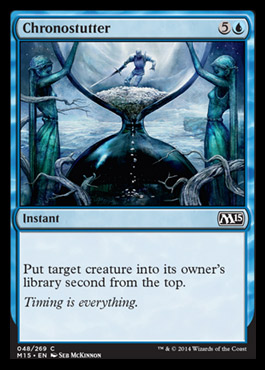 Chronostutter 5
Instant M15
Put target creature into its owner's
library second from the top.
Timing is everything.
048/269 C
M15 • EN Seb McKinnon ™ & © 2014 Wizards of the Coast